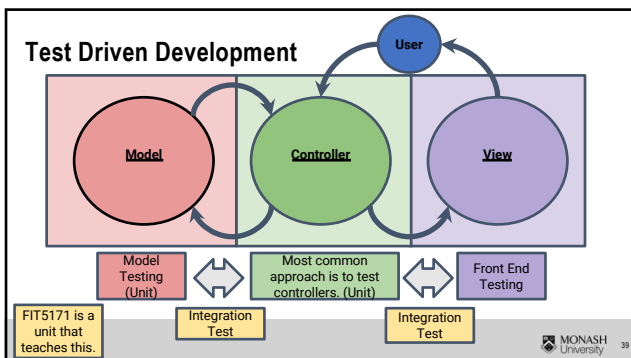 Test Driven Development
User
Model
Controller
View
Model
Testing
(Unit)
Most common
approach is to test
controllers. (Unit)
Front End
Testing
FIT5171 is a
unit that
teaches this.
Integration
Test
Integration
Test
MONASH
University
39